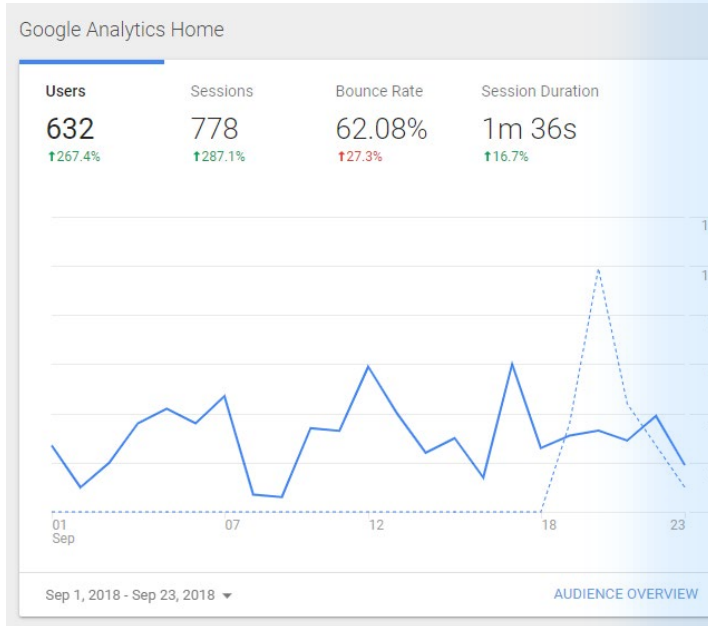 Google Analytics Home
Users Sessions Bounce Rate Session Duration
632 778 62.08% 1m 36s
↑267.4% ↑287.1% ↑27.3% ↑16.7%
01 07 12 18 23
Sep
Sep 1, 2018 - Sep 23, 2018
AUDIENCE OVERVIEW